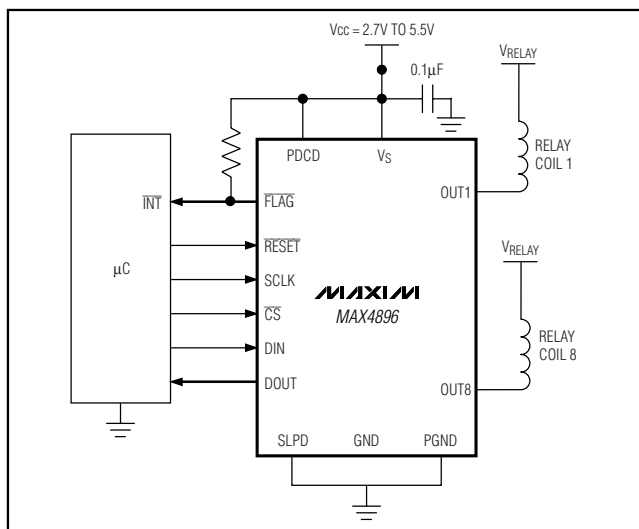 Vcc = 2.7V TO 5.5V
VRELAY
0.1µF
PDCD
VS
RELAY
COIL 1
OUT1
INT
FLAG
RESET
VRELAY
µC
SCLK
MAXIM
MAX4896
CS
RELAY
COIL 8
DIN
DOUT
OUT8
SLPD
GND
PGND